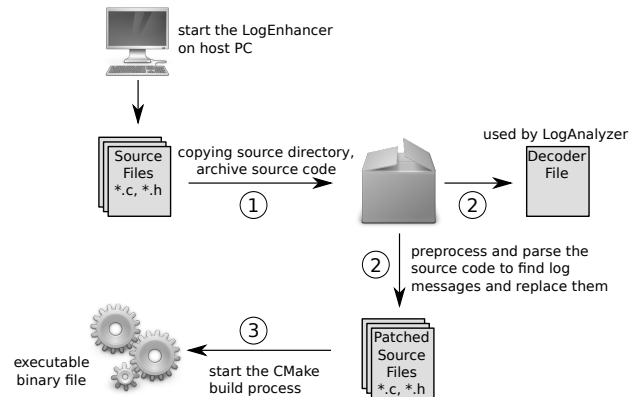 start the LogEnhancer
on host PC
Source
Files
*.c, *.h
copying source directory,
archive source code
1
used by LogAnalyzer
Decoder
File
2
2
preprocess and parse the
source code to find log
messages and replace them
Patched
Source
Files
*.c, *.h
3
start the CMake
build process
executable
binary file